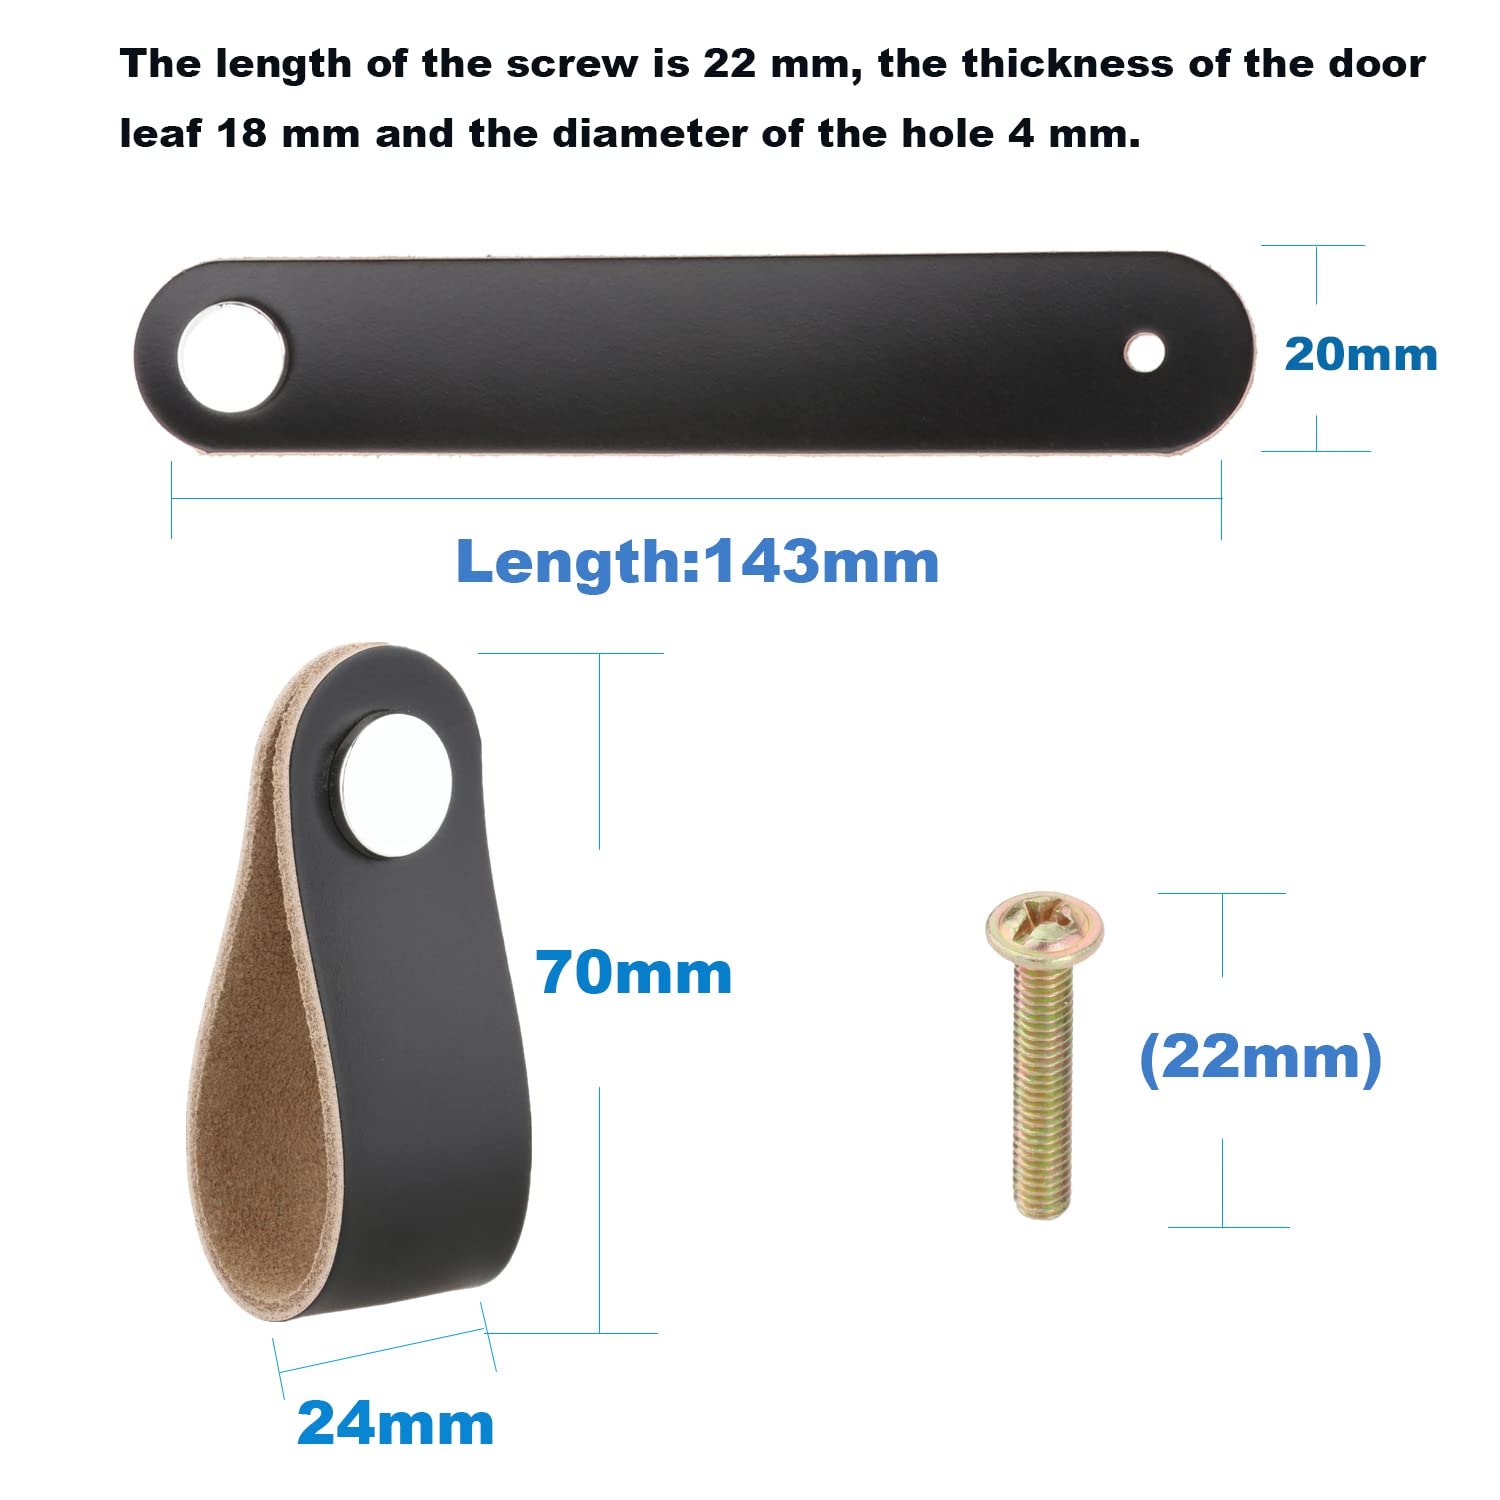 The length of the screw is 22 mm, the thickness of the door
leaf 18 mm and the diameter of the hole 4 mm.
20mm
Length:143mm
70mm
(22mm)
24mm